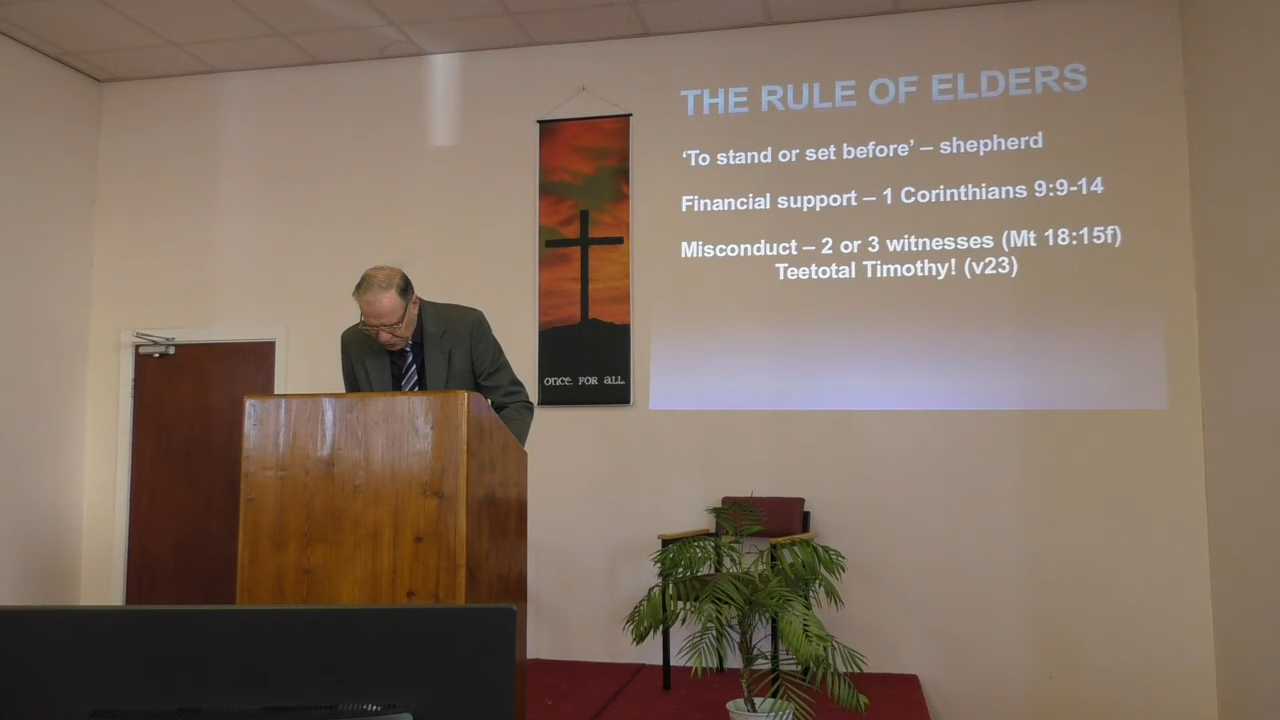 THE RULE OF ELDERS
‘To stand or set before’ – shepherd
Financial support – 1 Corinthians 9:9-14
Misconduct – 2 or 3 witnesses (Mt 18:15f)
Teetotal Timothy! (v23)
once. FOR all.